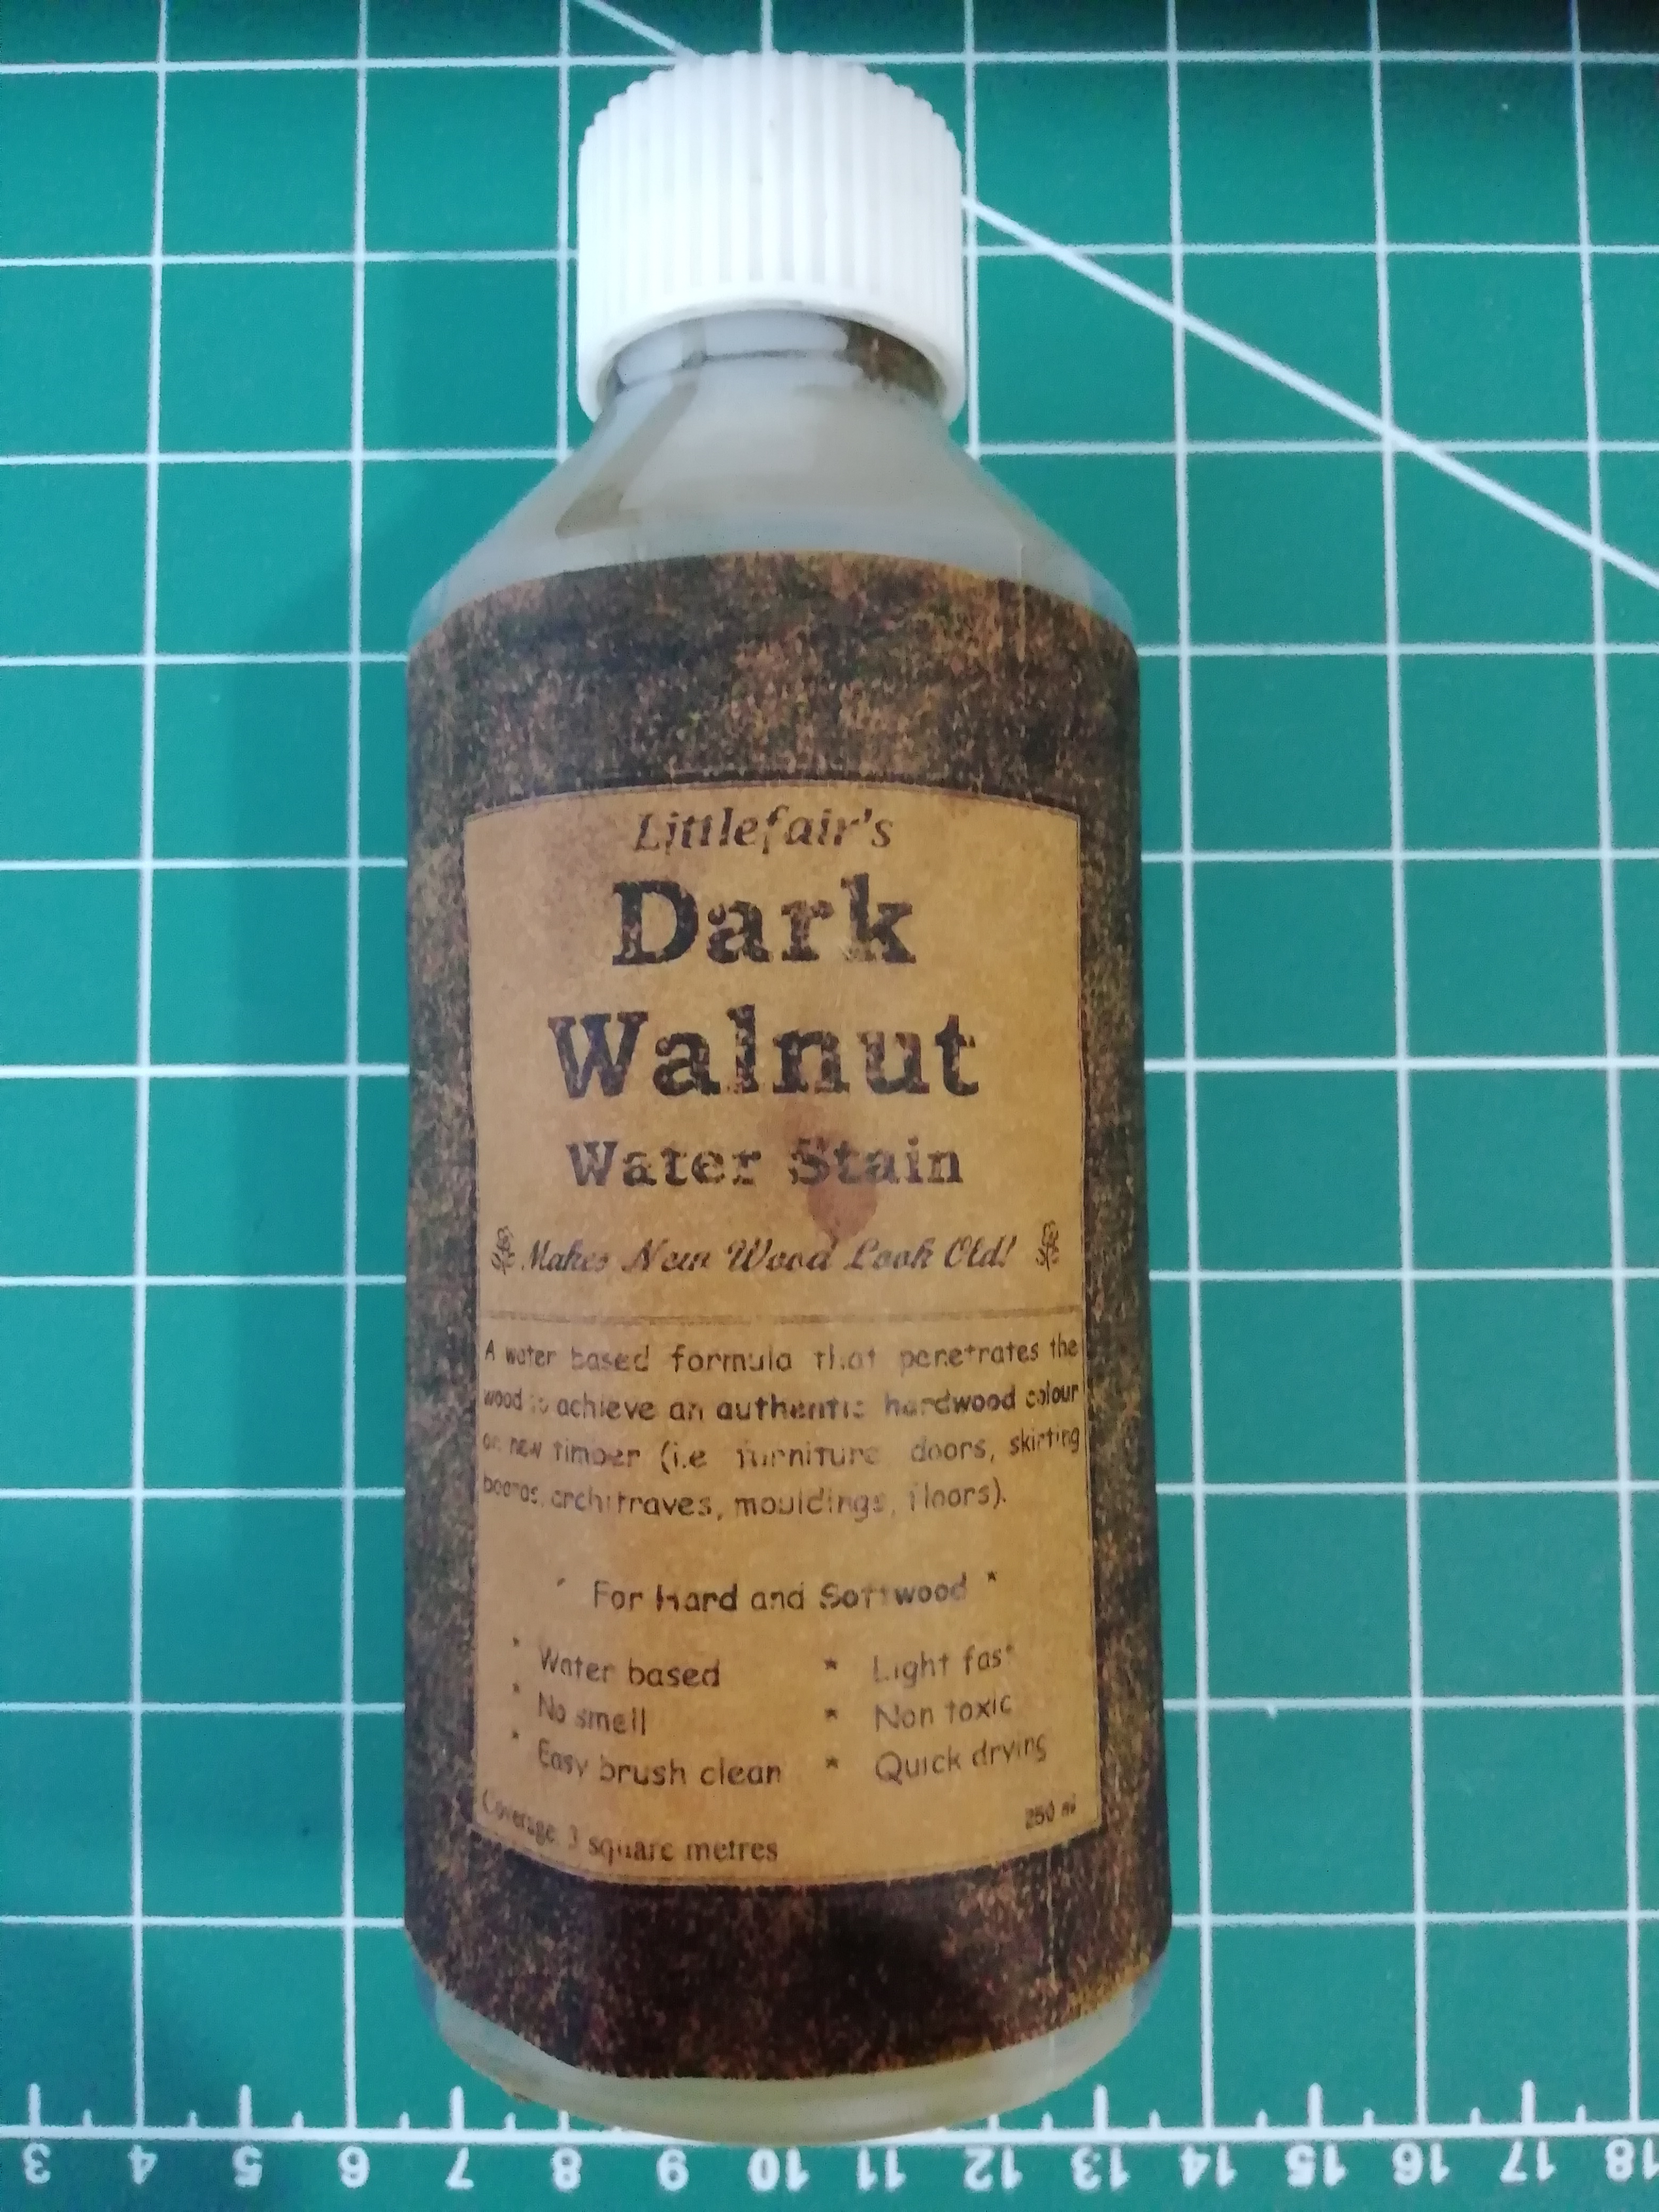 Littlefair's
Dark
Walnut
Water Stain
Makes New Wood Look Old!
A water based formula that penetrates the
wood to achieve an authentic hardwood colour
on new timber (i.e furniture doors, skirting
boards, architraves, mouldings, floors).
* For Hard and Softwood *
* Water based * Light fast
* No smell * Non toxic
* Easy brush clean * Quick drying
Coverage: 3 square metres 250 ml
3 4 5 6 7 8 9 10 11 12 13 14 15 16 17 18